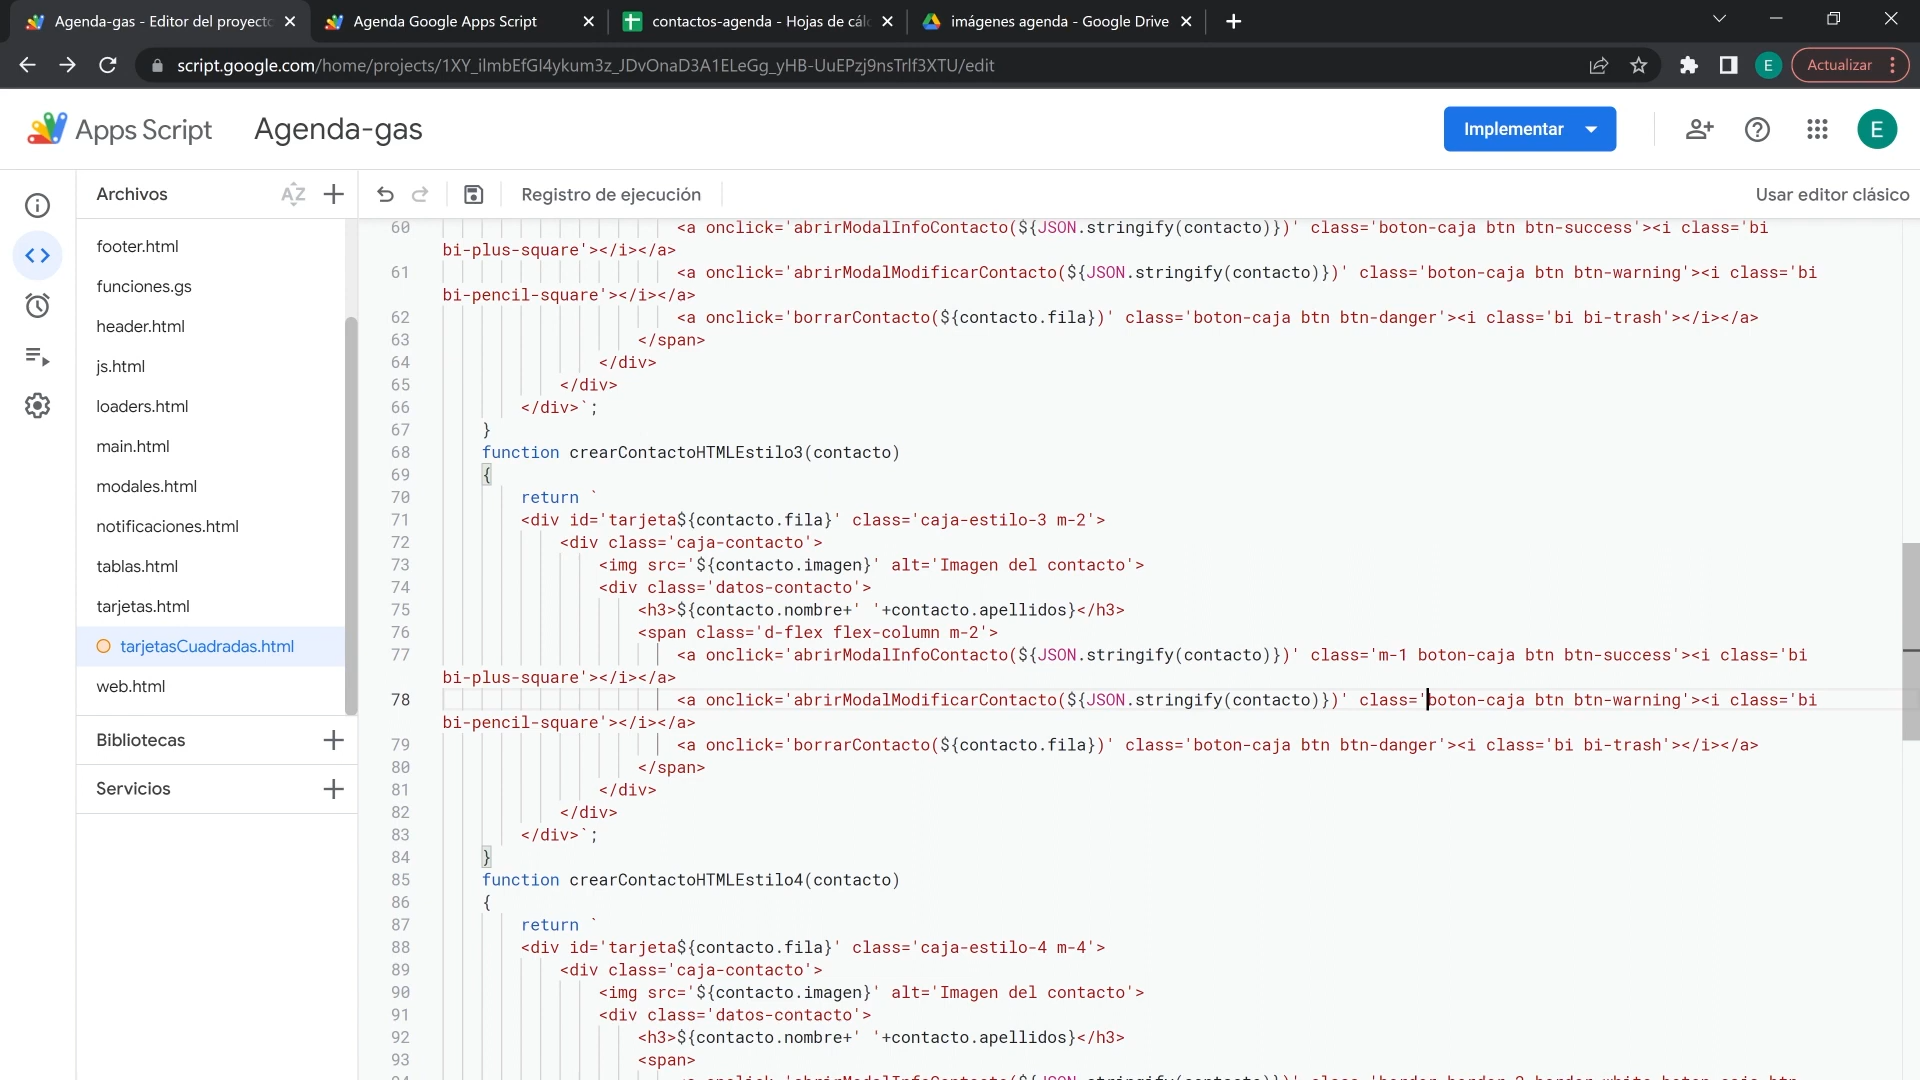 Agenda-gas - Editor del proyecto
Agenda Google Apps Script
contactos-agenda - Hojas de cálc
imágenes agenda - Google Drive
script.google.com/home/projects/1XY_ilmbEfGI4ykum3z_JDvOnaD3A1ELeGg_yHB-UuEPzj9nsTrlf3XTU/edit
E
Actualizar
Apps Script
Agenda-gas
Implementar
E
Archivos
AZ
Registro de ejecución
Usar editor clásico
footer.html
funciones.gs
header.html
js.html
loaders.html
main.html
modales.html
notificaciones.html
tablas.html
tarjetas.html
tarjetasCuadradas.html
web.html
Bibliotecas
Servicios
60 <a onclick='abrirModalInfoContacto(${JSON.stringify(contacto)})' class='boton-caja btn btn-success'><i class='bi
bi-plus-square'></i></a>
61 <a onclick='abrirModalModificarContacto(${JSON.stringify(contacto)})' class='boton-caja btn btn-warning'><i class='bi
bi-pencil-square'></i></a>
62 <a onclick='borrarContacto(${contacto.fila})' class='boton-caja btn btn-danger'><i class='bi bi-trash'></i></a>
63 </span>
64 </div>
65 </div>
66 </div>`;
67 }
68 function crearContactoHTMLEstilo3(contacto)
69 {
70 return `
71 <div id='tarjeta${contacto.fila}' class='caja-estilo-3 m-2'>
72 <div class='caja-contacto'>
73 <img src='${contacto.imagen}' alt='Imagen del contacto'>
74 <div class='datos-contacto'>
75 <h3>${contacto.nombre+' '+contacto.apellidos}</h3>
76 <span class='d-flex flex-column m-2'>
77 <a onclick='abrirModalInfoContacto(${JSON.stringify(contacto)})' class='m-1 boton-caja btn btn-success'><i class='bi
bi-plus-square'></i></a>
78 <a onclick='abrirModalModificarContacto(${JSON.stringify(contacto)})' class='boton-caja btn btn-warning'><i class='bi
bi-pencil-square'></i></a>
79 <a onclick='borrarContacto(${contacto.fila})' class='boton-caja btn btn-danger'><i class='bi bi-trash'></i></a>
80 </span>
81 </div>
82 </div>
83 </div>`;
84 }
85 function crearContactoHTMLEstilo4(contacto)
86 {
87 return `
88 <div id='tarjeta${contacto.fila}' class='caja-estilo-4 m-4'>
89 <div class='caja-contacto'>
90 <img src='${contacto.imagen}' alt='Imagen del contacto'>
91 <div class='datos-contacto'>
92 <h3>${contacto.nombre+' '+contacto.apellidos}</h3>
93 <span>